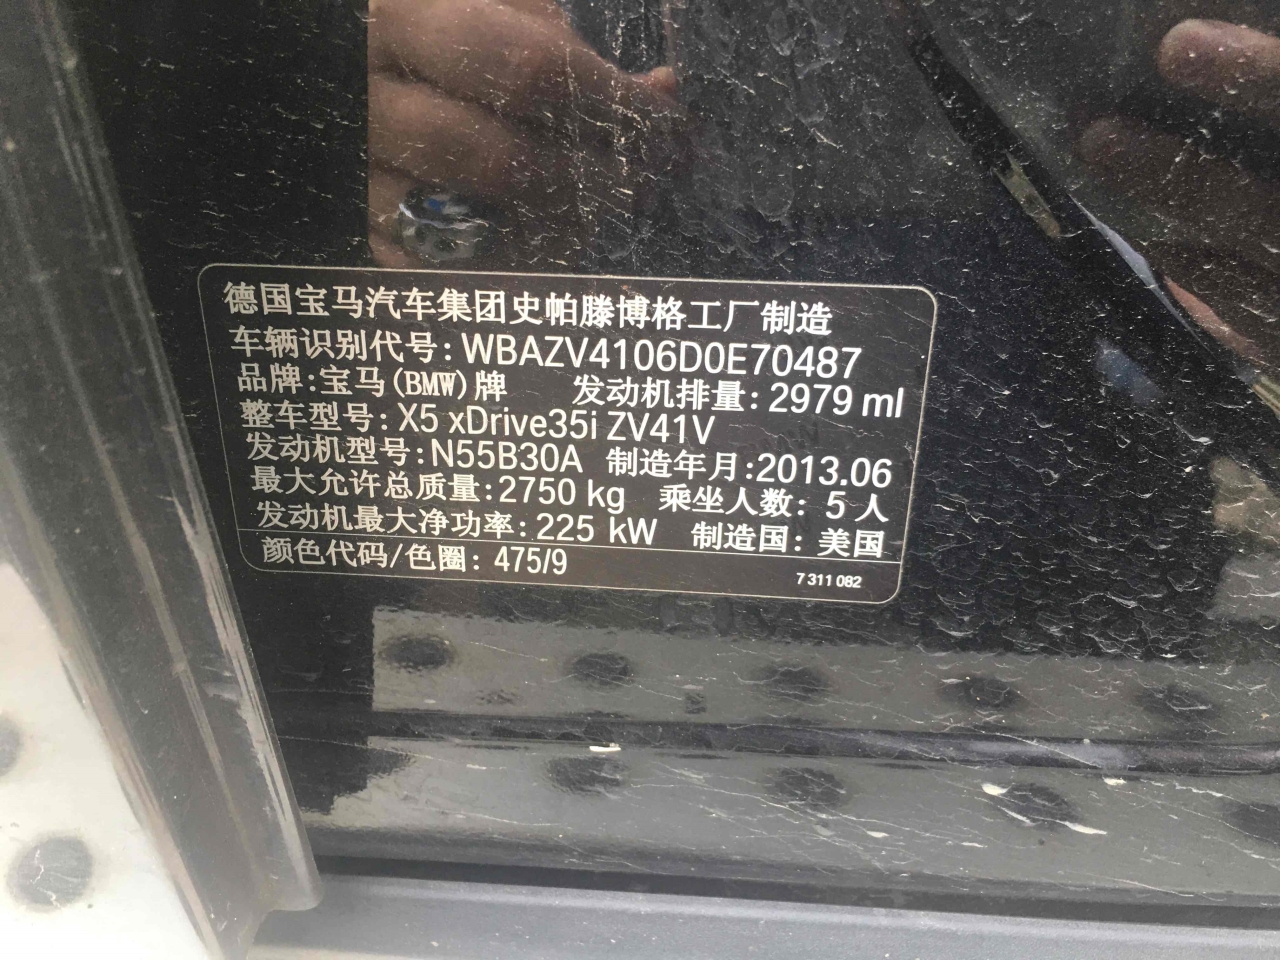 德国宝马汽车集团史帕滕博格工厂制造
车辆识别代号: WBAZV4106D0E70487
品牌: 宝马(BMW)牌 发动机排量: 2979 ml
整车型号: X5 xDrive35i ZV41V
发动机型号: N55B30A 制造年月: 2013.06
最大允许总质量: 2750 kg 乘坐人数: 5人
发动机最大净功率: 225 kW 制造国: 美国
颜色代码/色圈: 475/9 7 311 082